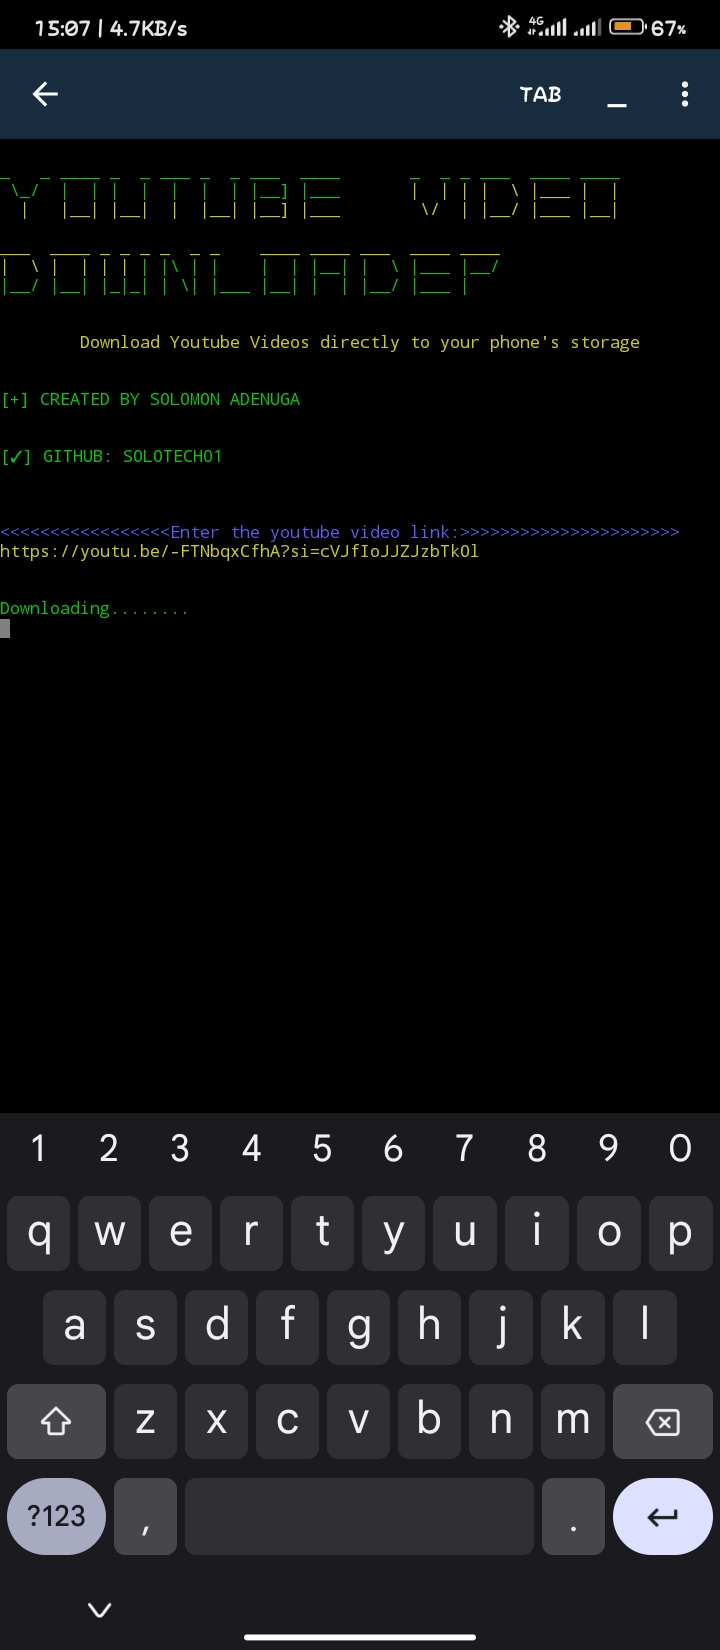 15:07 | 4.7KB/s 4G 67%
TAB
YOUTUBE VIDEO
DOWNLOADER
Download Youtube Videos directly to your phone's storage
[+] CREATED BY SOLOMON ADENUGA
[✓] GITHUB: SOLOTECH01
<<<<<<<<<<<<<<<<<Enter the youtube video link:>>>>>>>>>>>>>>>>>>>>>>
https://youtu.be/-FTNbqxCfhA?si=cVJfIoJJZJzbTkOl
Downloading........
1 2 3 4 5 6 7 8 9 0
q w e r t y u i o p
a s d f g h j k l
z x c v b n m
?123 , .